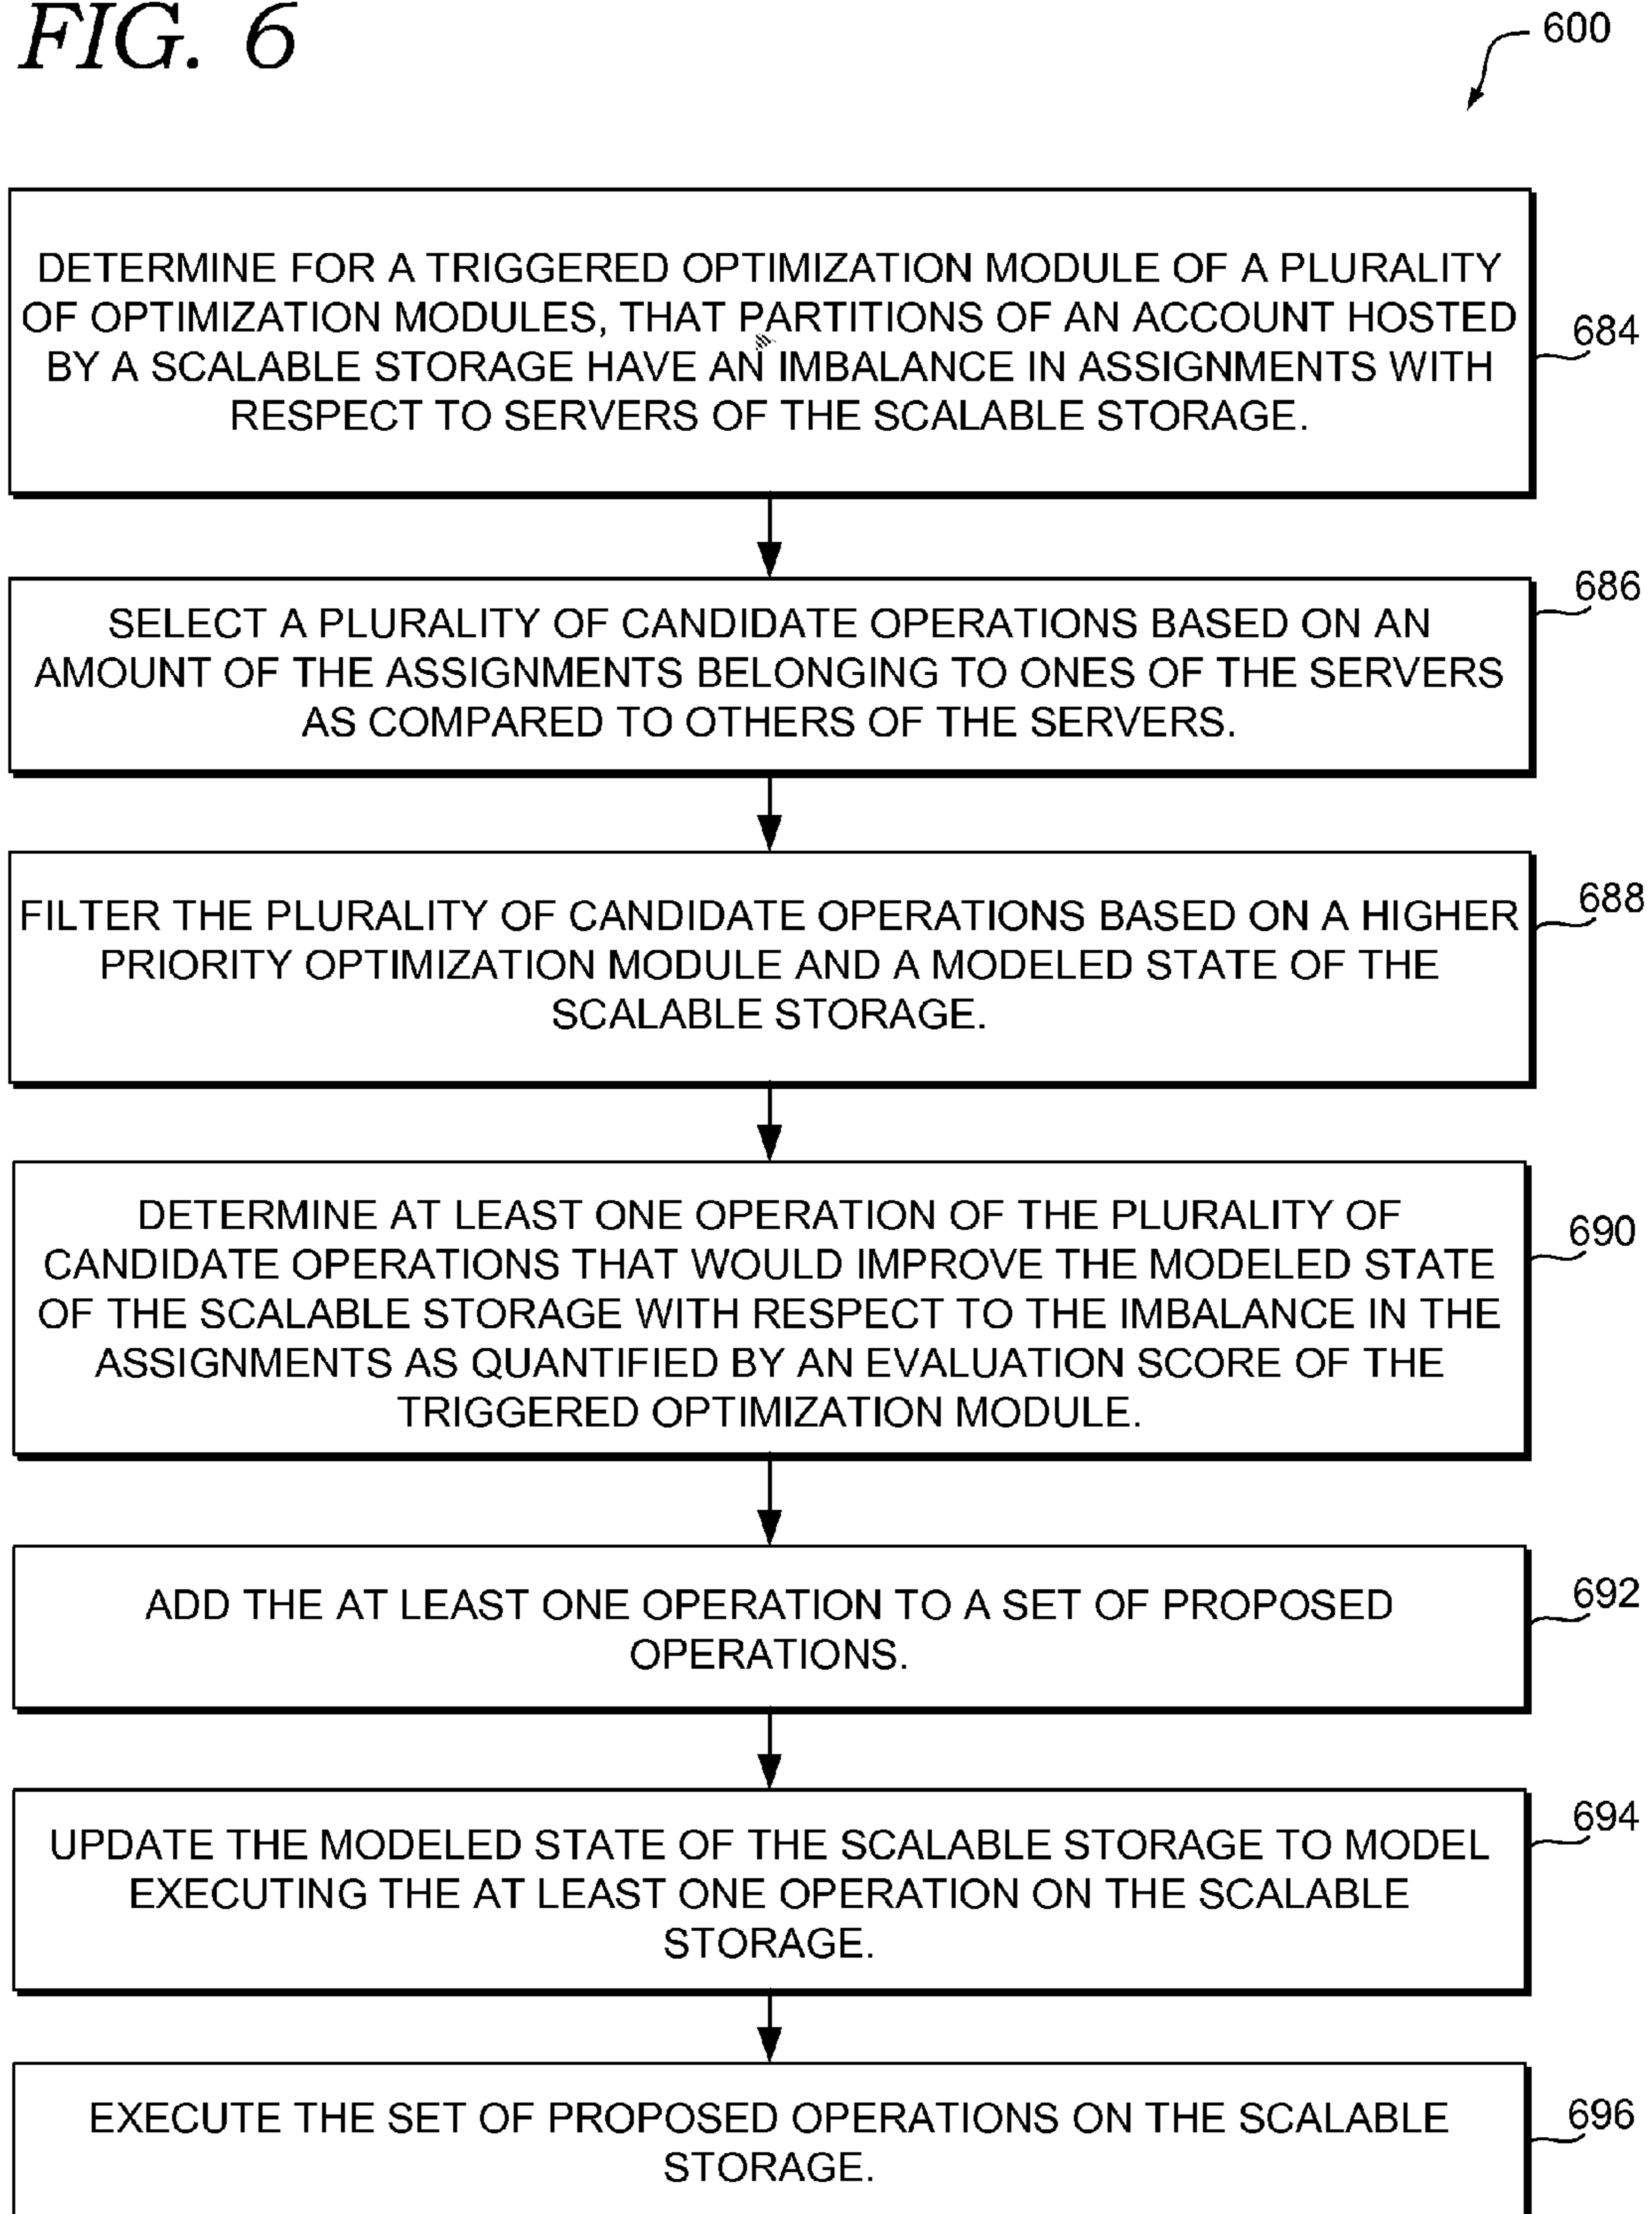 FIG. 6
600
DETERMINE FOR A TRIGGERED OPTIMIZATION MODULE OF A PLURALITY
OF OPTIMIZATION MODULES, THAT PARTITIONS OF AN ACCOUNT HOSTED
BY A SCALABLE STORAGE HAVE AN IMBALANCE IN ASSIGNMENTS WITH
RESPECT TO SERVERS OF THE SCALABLE STORAGE.
684
SELECT A PLURALITY OF CANDIDATE OPERATIONS BASED ON AN
AMOUNT OF THE ASSIGNMENTS BELONGING TO ONES OF THE SERVERS
AS COMPARED TO OTHERS OF THE SERVERS.
686
FILTER THE PLURALITY OF CANDIDATE OPERATIONS BASED ON A HIGHER
PRIORITY OPTIMIZATION MODULE AND A MODELED STATE OF THE
SCALABLE STORAGE.
688
DETERMINE AT LEAST ONE OPERATION OF THE PLURALITY OF
CANDIDATE OPERATIONS THAT WOULD IMPROVE THE MODELED STATE
OF THE SCALABLE STORAGE WITH RESPECT TO THE IMBALANCE IN THE
ASSIGNMENTS AS QUANTIFIED BY AN EVALUATION SCORE OF THE
TRIGGERED OPTIMIZATION MODULE.
690
ADD THE AT LEAST ONE OPERATION TO A SET OF PROPOSED
OPERATIONS.
692
UPDATE THE MODELED STATE OF THE SCALABLE STORAGE TO MODEL
EXECUTING THE AT LEAST ONE OPERATION ON THE SCALABLE
STORAGE.
694
EXECUTE THE SET OF PROPOSED OPERATIONS ON THE SCALABLE
STORAGE.
696